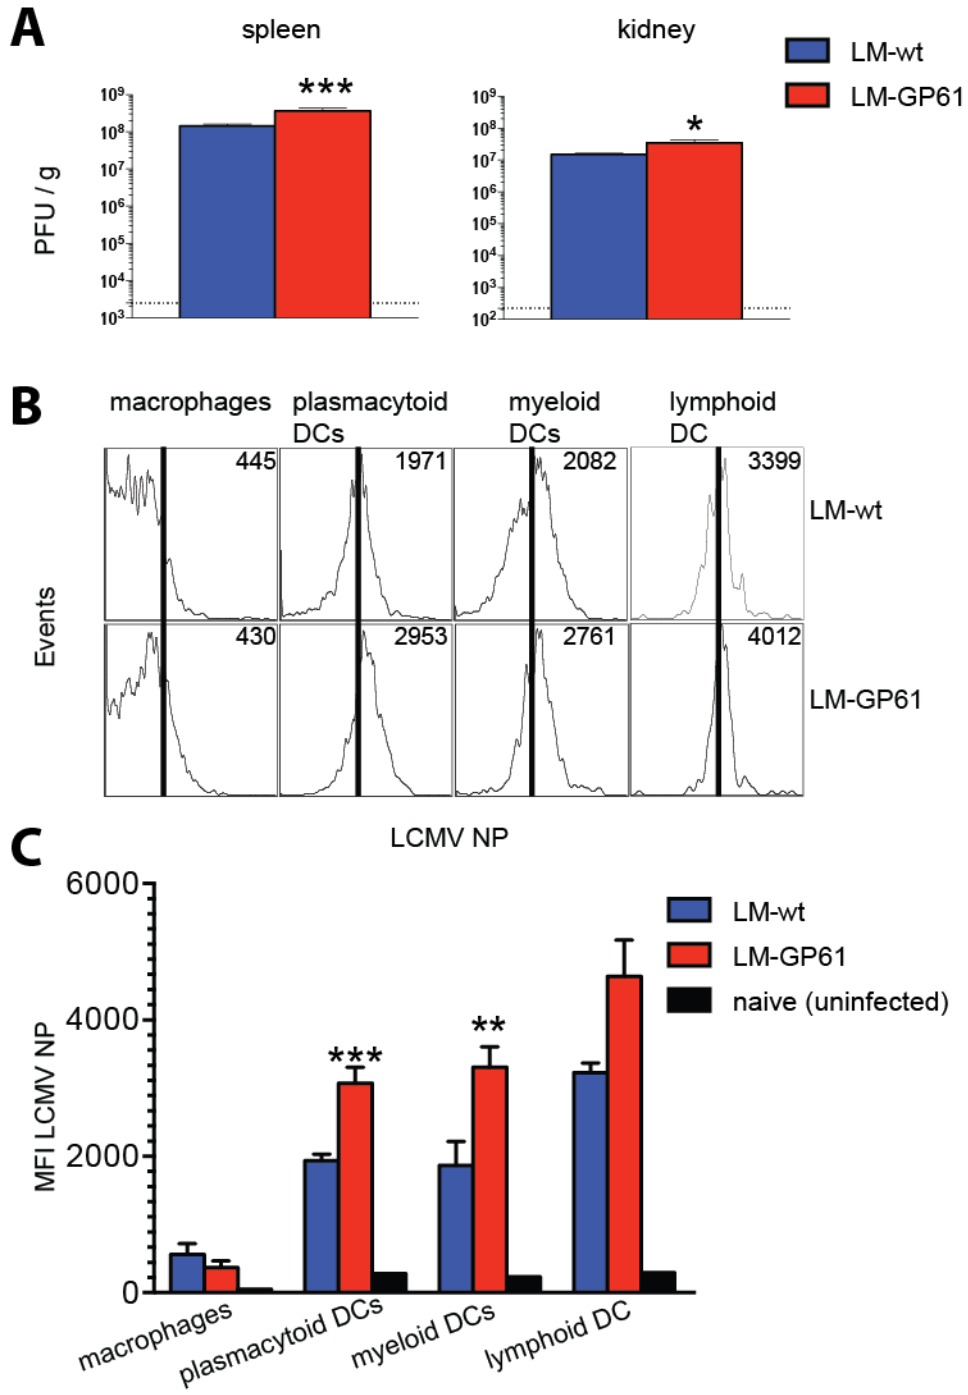 A
spleen
kidney
LM-wt
LM-GP61
***
*
PFU / g
10⁹
10⁸
10⁷
10⁶
10⁵
10⁴
10³
10⁹
10⁸
10⁷
10⁶
10⁵
10⁴
10³
10²
B
macrophages
plasmacytoid
DCs
myeloid
DCs
lymphoid
DC
445
1971
2082
3399
LM-wt
Events
430
2953
2761
4012
LM-GP61
LCMV NP
C
6000
4000
2000
0
MFI LCMV NP
LM-wt
LM-GP61
naive (uninfected)
***
**
macrophages
plasmacytoid DCs
myeloid DCs
lymphoid DC